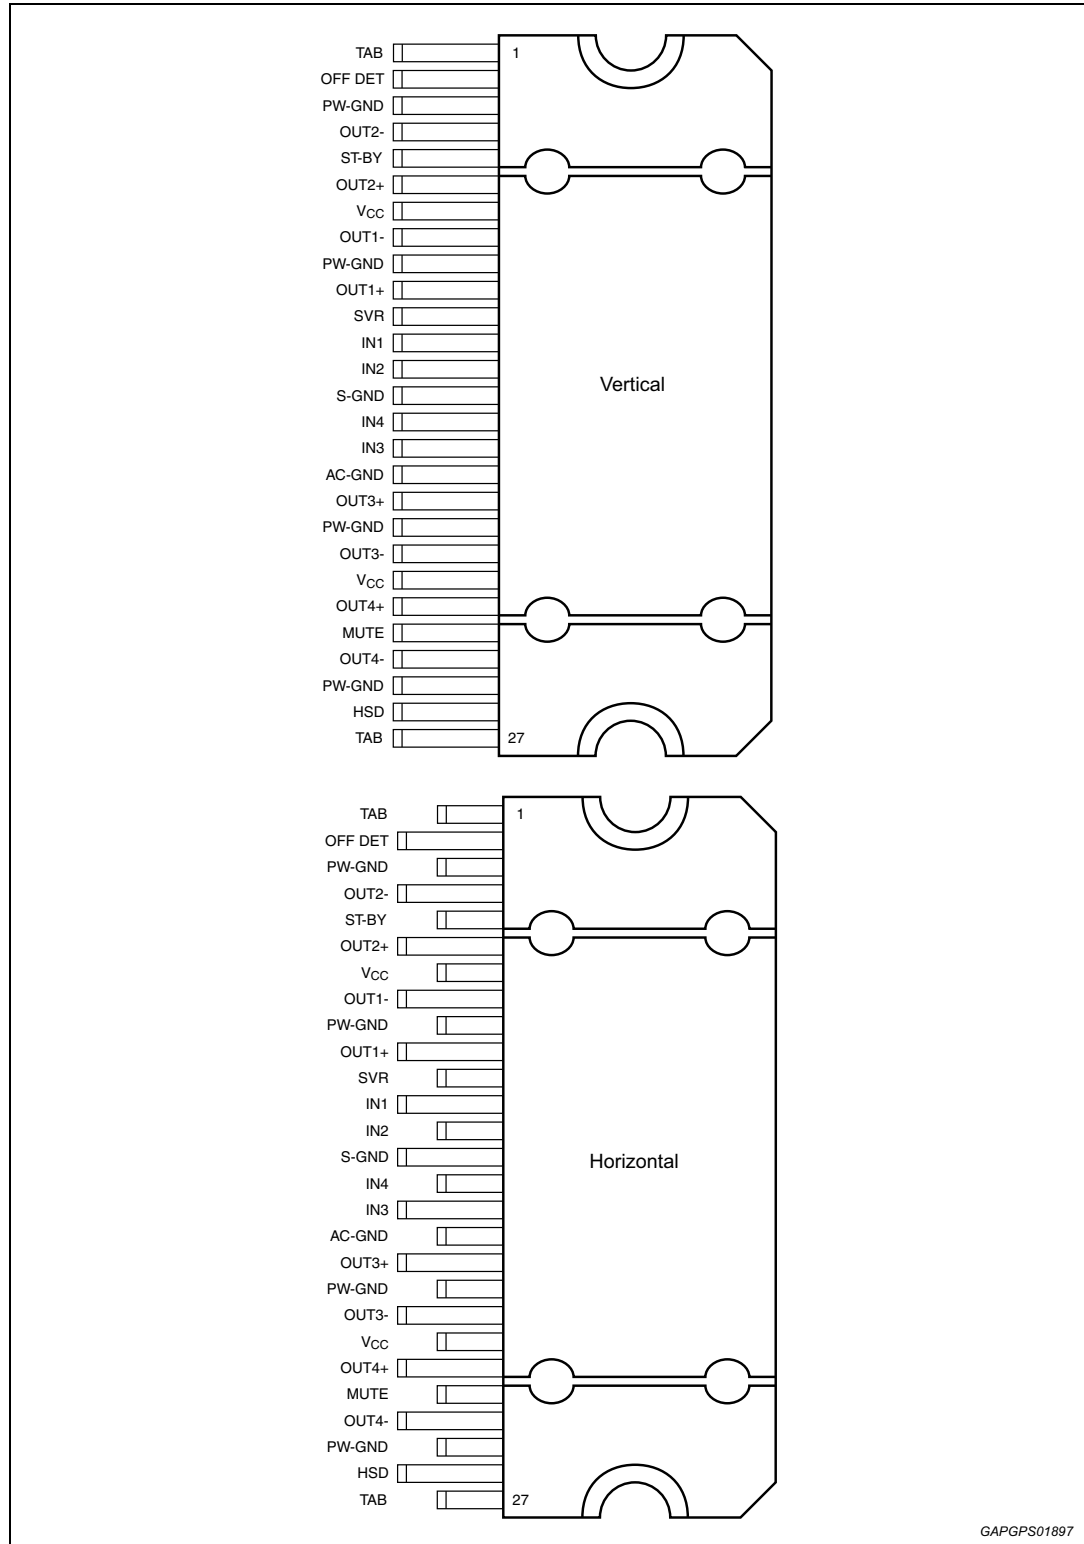 TAB 1
OFF DET
PW-GND
OUT2-
ST-BY
OUT2+
VCC
OUT1-
PW-GND
OUT1+
SVR
IN1
IN2
Vertical
S-GND
IN4
IN3
AC-GND
OUT3+
PW-GND
OUT3-
VCC
OUT4+
MUTE
OUT4-
PW-GND
HSD
TAB 27
TAB 1
OFF DET
PW-GND
OUT2-
ST-BY
OUT2+
VCC
OUT1-
PW-GND
OUT1+
SVR
IN1
IN2
S-GND
Horizontal
IN4
IN3
AC-GND
OUT3+
PW-GND
OUT3-
VCC
OUT4+
MUTE
OUT4-
PW-GND
HSD
TAB 27
GAPGPS01897